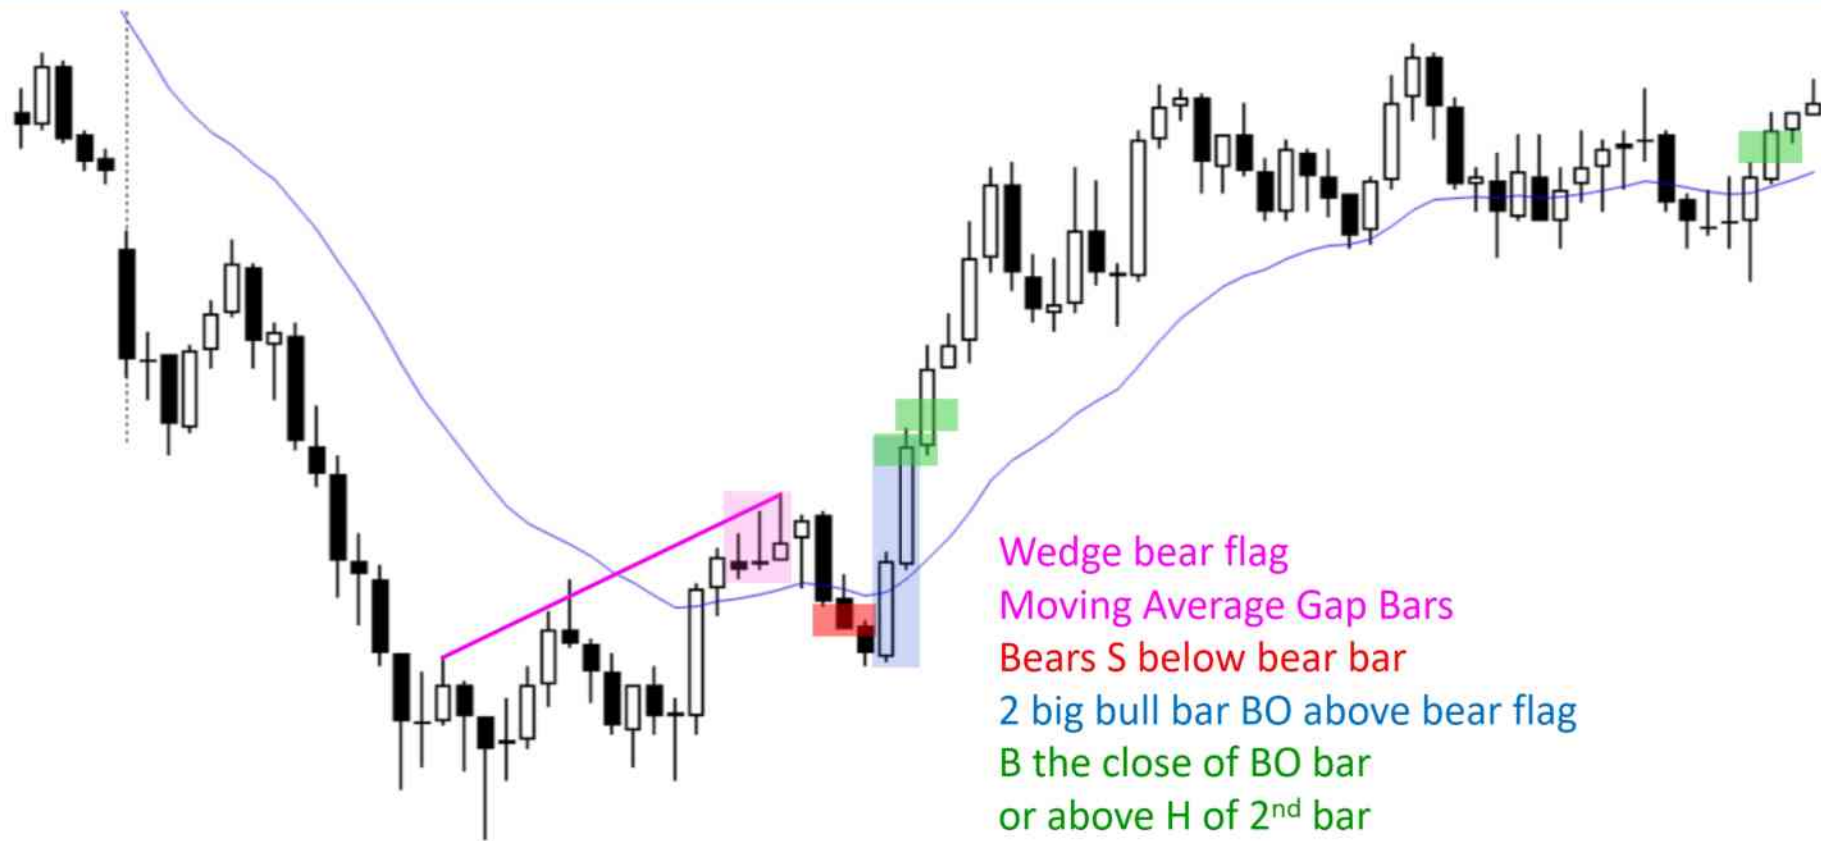 Wedge bear flag
Moving Average Gap Bars
Bears S below bear bar
2 big bull bar BO above bear flag
B the close of BO bar
or above H of 2nd bar